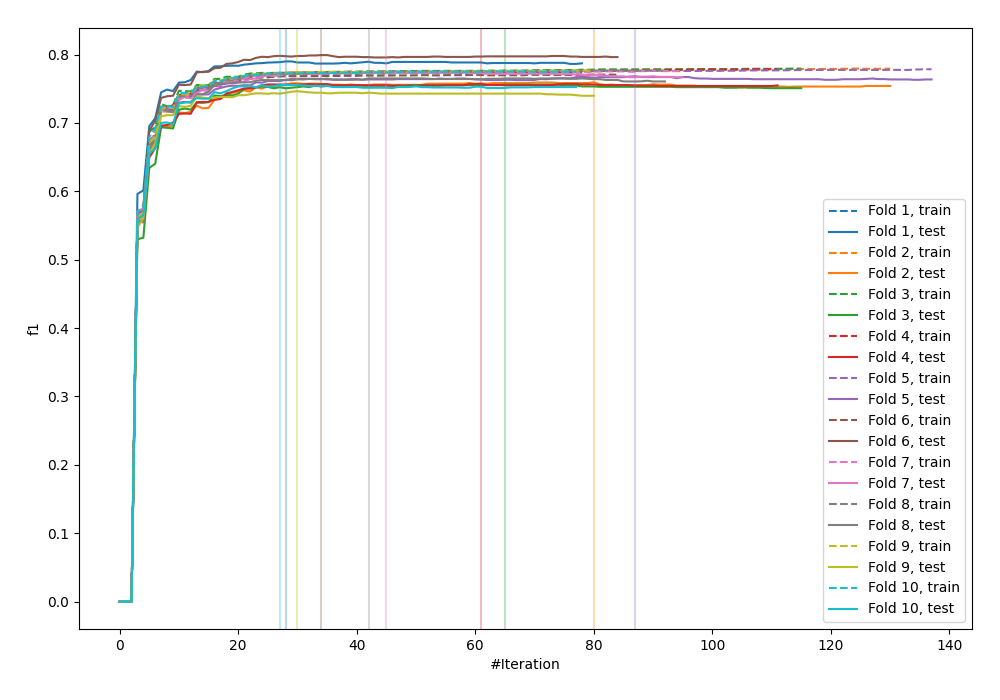 0.8
0.7
0.6
0.5
0.4
0.3
0.2
0.1
0.0
f1
0
20
40
60
80
100
120
140
#Iteration
Fold 1, train
Fold 1, test
Fold 2, train
Fold 2, test
Fold 3, train
Fold 3, test
Fold 4, train
Fold 4, test
Fold 5, train
Fold 5, test
Fold 6, train
Fold 6, test
Fold 7, train
Fold 7, test
Fold 8, train
Fold 8, test
Fold 9, train
Fold 9, test
Fold 10, train
Fold 10, test